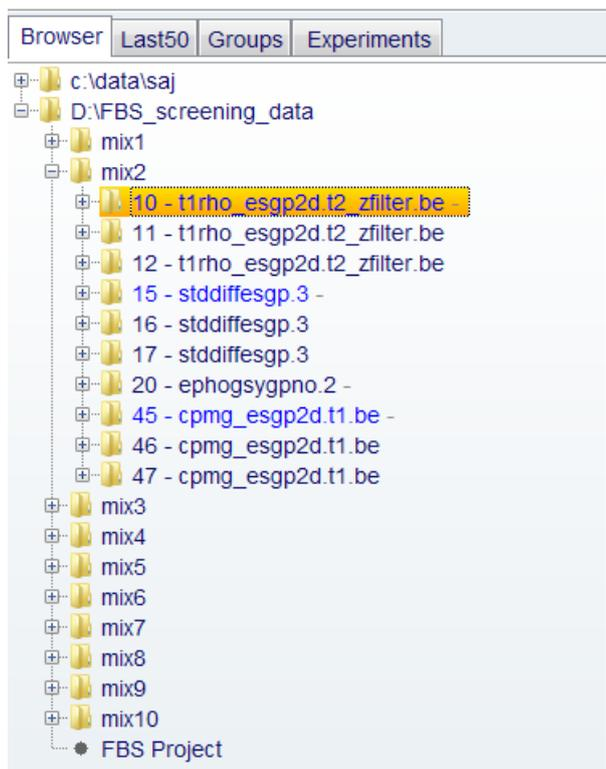 Browser Last50 Groups Experiments
c:\data\saj
D:\FBS_screening_data
mix1
mix2
10 - t1rho_esgp2d.t2_zfilter.be -
11 - t1rho_esgp2d.t2_zfilter.be
12 - t1rho_esgp2d.t2_zfilter.be
15 - stddiffesgp.3 -
16 - stddiffesgp.3
17 - stddiffesgp.3
20 - ephogsygpno.2 -
45 - cpmg_esgp2d.t1.be -
46 - cpmg_esgp2d.t1.be
47 - cpmg_esgp2d.t1.be
mix3
mix4
mix5
mix6
mix7
mix8
mix9
mix10
FBS Project